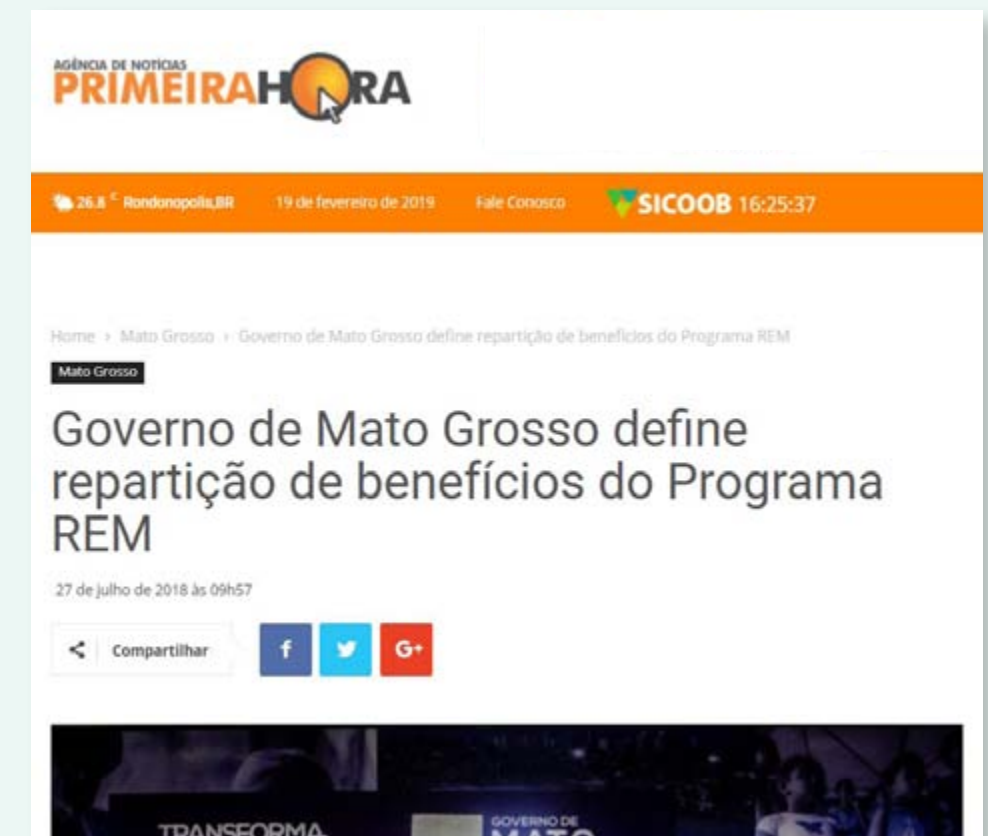 AGÊNCIA DE NOTÍCIAS
PRIMEIRAHORA
26.8 C Rondonopolis,BR 19 de fevereiro de 2019 Fale Conosco SICOOB 16:25:37
Home › Mato Grosso › Governo de Mato Grosso define repartição de benefícios do Programa REM
Mato Grosso
Governo de Mato Grosso define
repartição de benefícios do Programa
REM
27 de julho de 2018 às 09h57
Compartilhar f G+
TRANSFORMA
GOVERNO DE
MATO